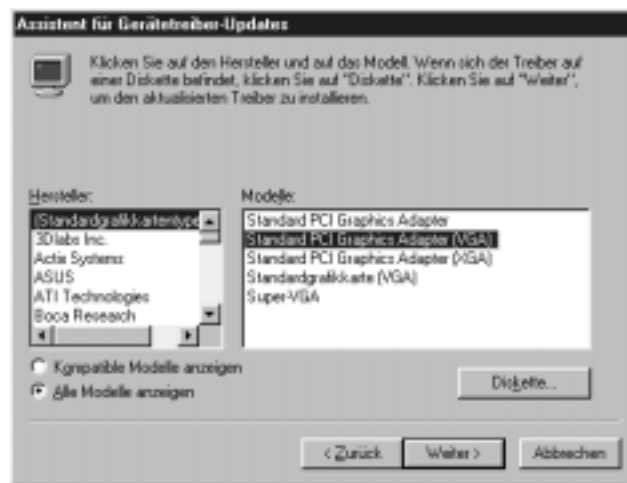 Assistent für Gerätetreiber-Updates
Klicken Sie auf den Hersteller und auf das Modell. Wenn sich der Treiber auf
einer Diskette befindet, klicken Sie auf "Diskette". Klicken Sie auf "Weiter",
um den aktualisierten Treiber zu installieren.
Hersteller:
Modelle:
(Standardgrafikkartentype
3Dlabs Inc.
Actix Systems
ASUS
ATI Technologies
Boca Research
Standard PCI Graphics Adapter
Standard PCI Graphics Adapter (VGA)
Standard PCI Graphics Adapter (XGA)
Standardgrafikkarte (VGA)
Super-VGA
Kompatible Modelle anzeigen
Alle Modelle anzeigen
Diskette...
< Zurück
Weiter >
Abbrechen